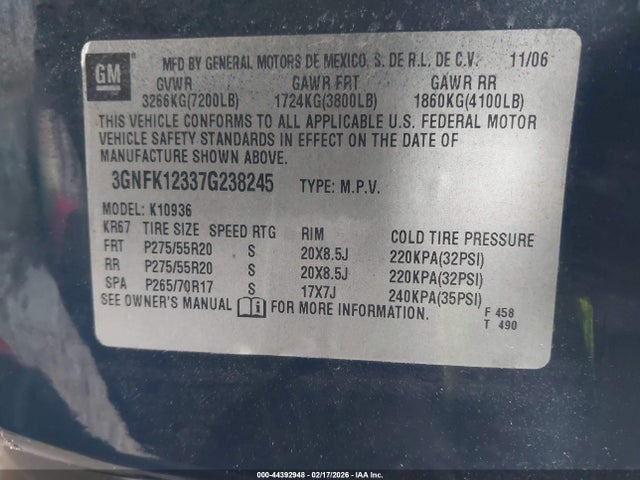 GM MFD BY GENERAL MOTORS DE MEXICO, S. DE R.L. DE C.V. 11/06
GVWR GAWR FRT GAWR RR
3266KG(7200LB) 1724KG(3800LB) 1860KG(4100LB)
THIS VEHICLE CONFORMS TO ALL APPLICABLE U.S. FEDERAL MOTOR
VEHICLE SAFETY STANDARDS IN EFFECT ON THE DATE OF
MANUFACTURE SHOWN ABOVE.
3GNFK12337G238245 TYPE: M.P.V.
MODEL: K10936
KR67 TIRE SIZE SPEED RTG RIM COLD TIRE PRESSURE
FRT P275/55R20 S 20X8.5J 220KPA(32PSI)
RR P275/55R20 S 20X8.5J 220KPA(32PSI)
SPA P265/70R17 S 17X7J 240KPA(35PSI)
SEE OWNER'S MANUAL FOR MORE INFORMATION. F 458
T 490
000-44392948 - 02/17/2026 - IAA Inc.